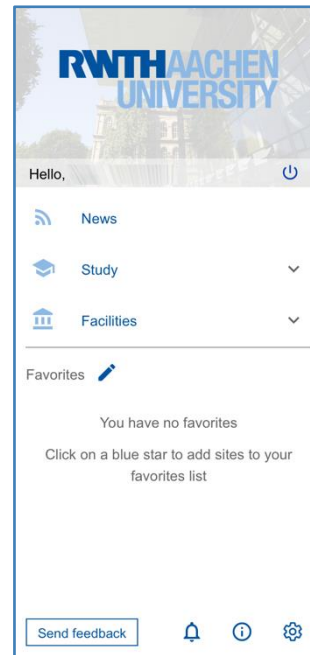 RWTHAACHEN
UNIVERSITY
Hello,
News
Study
Facilities
Favorites
You have no favorites
Click on a blue star to add sites to your
favorites list
Send feedback